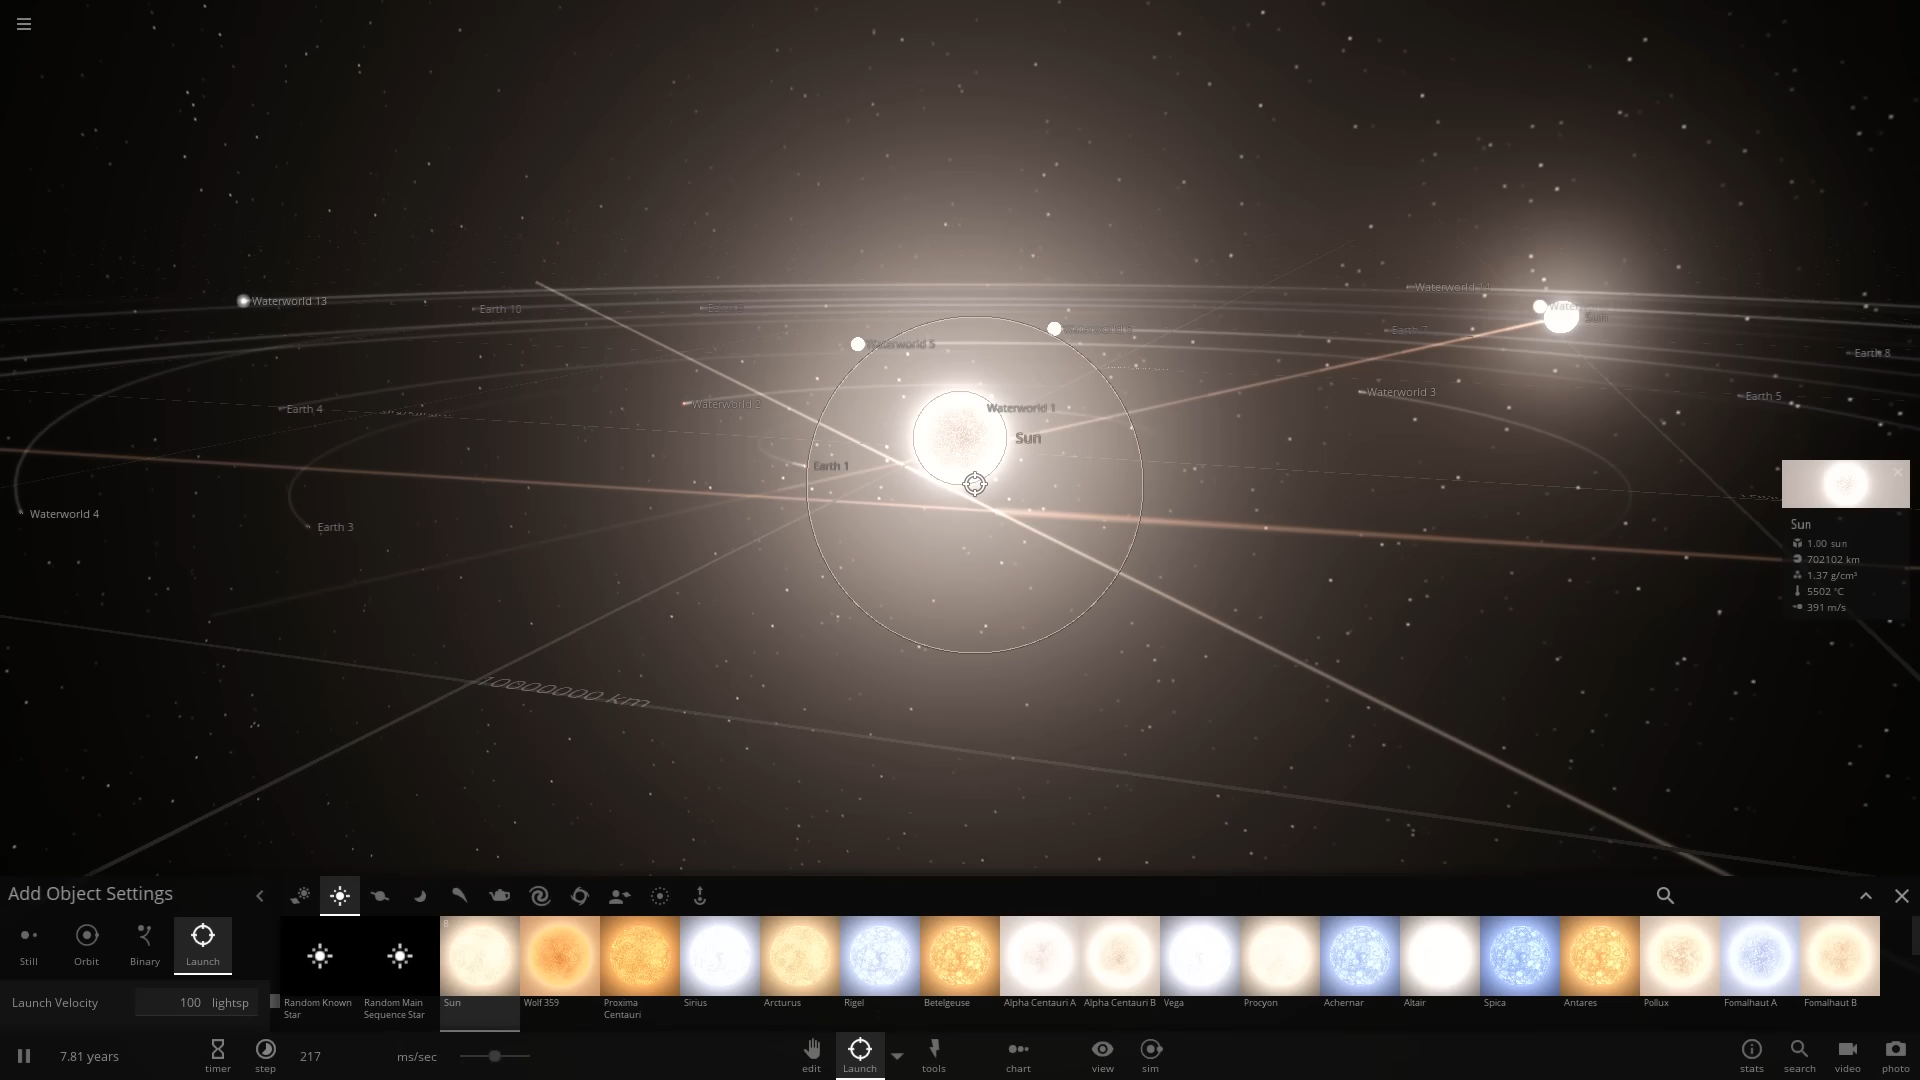 Waterworld 13
Earth 10
Waterworld 11
Sun
Earth 7
Waterworld 5
Earth 8
Waterworld 2
Waterworld 3
Earth 5
Earth 4
Waterworld 1
Sun
Earth 1
Waterworld 4
Earth 3
10800000 km
Sun
1.00 sun
702102 km
1.37 g/cm³
5502 °C
391 m/s
Add Object Settings
Still
Orbit
Binary
Launch
Launch Velocity
100 lightsp
8
Random Known Star
Random Main Sequence Star
Sun
Wolf 359
Proxima Centauri
Sirius
Arcturus
Rigel
Betelgeuse
Alpha Centauri A
Alpha Centauri B
Vega
Procyon
Achernar
Altair
Spica
Antares
Pollux
Fomalhaut A
Fomalhaut B
7.81 years
timer
step
217 ms/sec
edit
Launch
tools
chart
view
sim
stats
search
video
photo